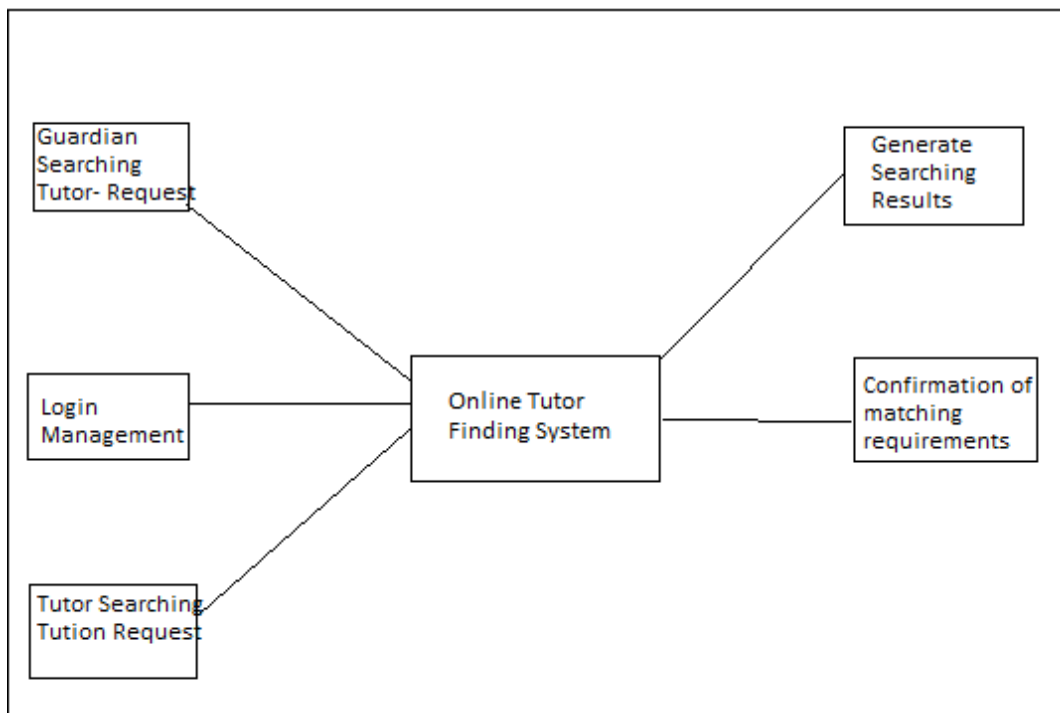 Guardian
Searching
Tutor- Request
Generate
Searching
Results
Login
Management
Online Tutor
Finding System
Confirmation of
matching
requirements
Tutor Searching
Tution Request